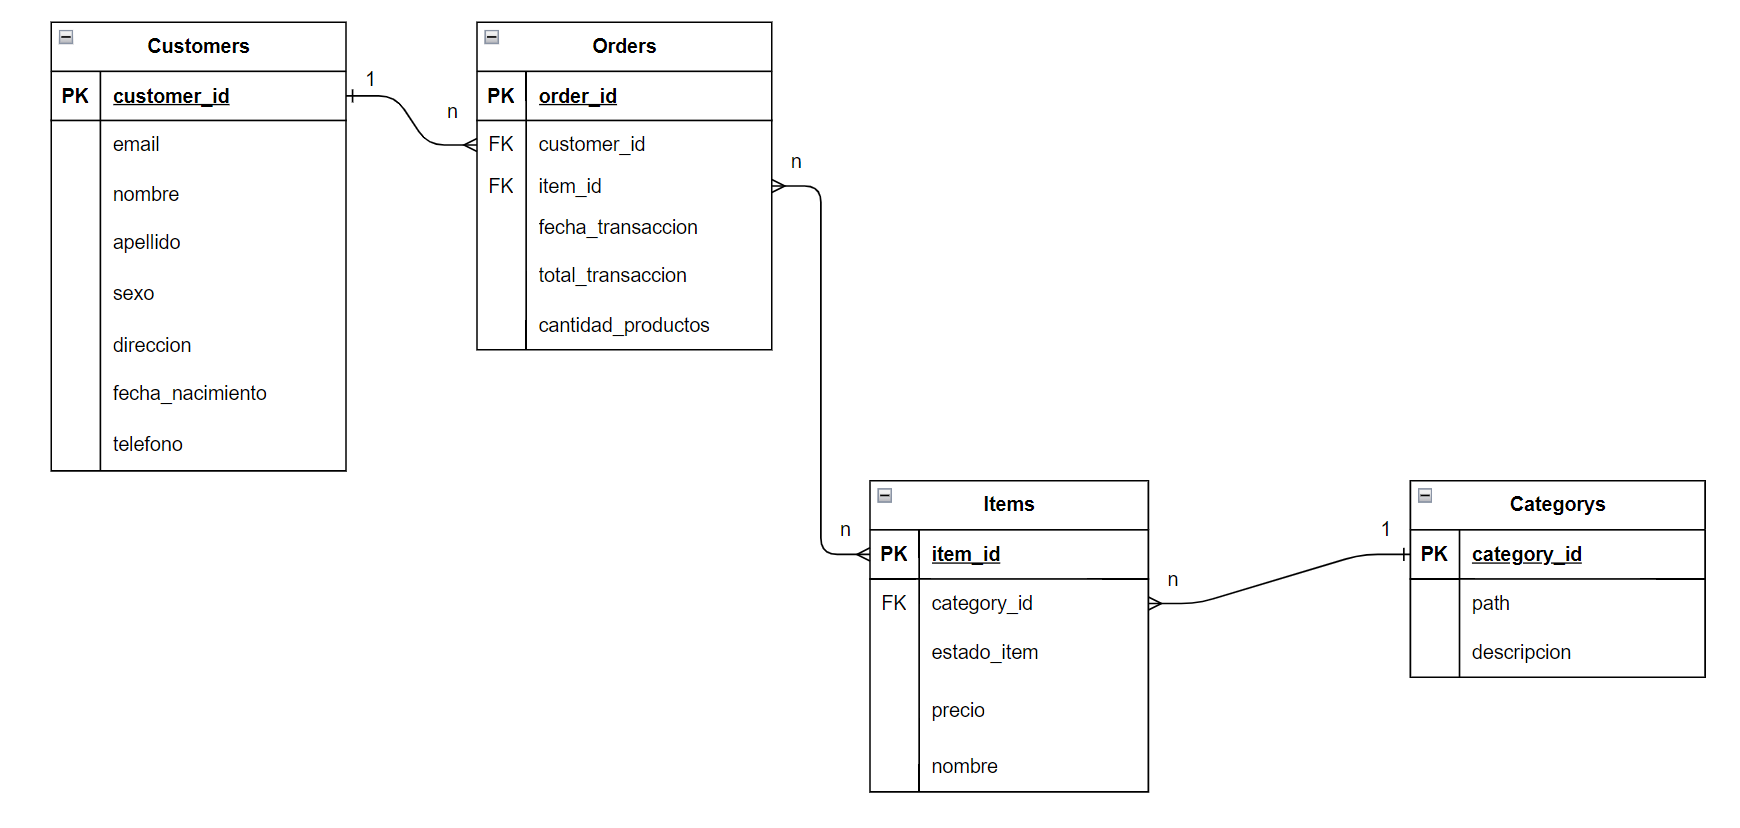 Customers
PK customer_id
email
nombre
apellido
sexo
direccion
fecha_nacimiento
telefono
1
n
Orders
PK order_id
FK customer_id
FK item_id
fecha_transaccion
total_transaccion
cantidad_productos
n
n
Items
PK item_id
FK category_id
estado_item
precio
nombre
n
1
Categorys
PK category_id
path
descripcion